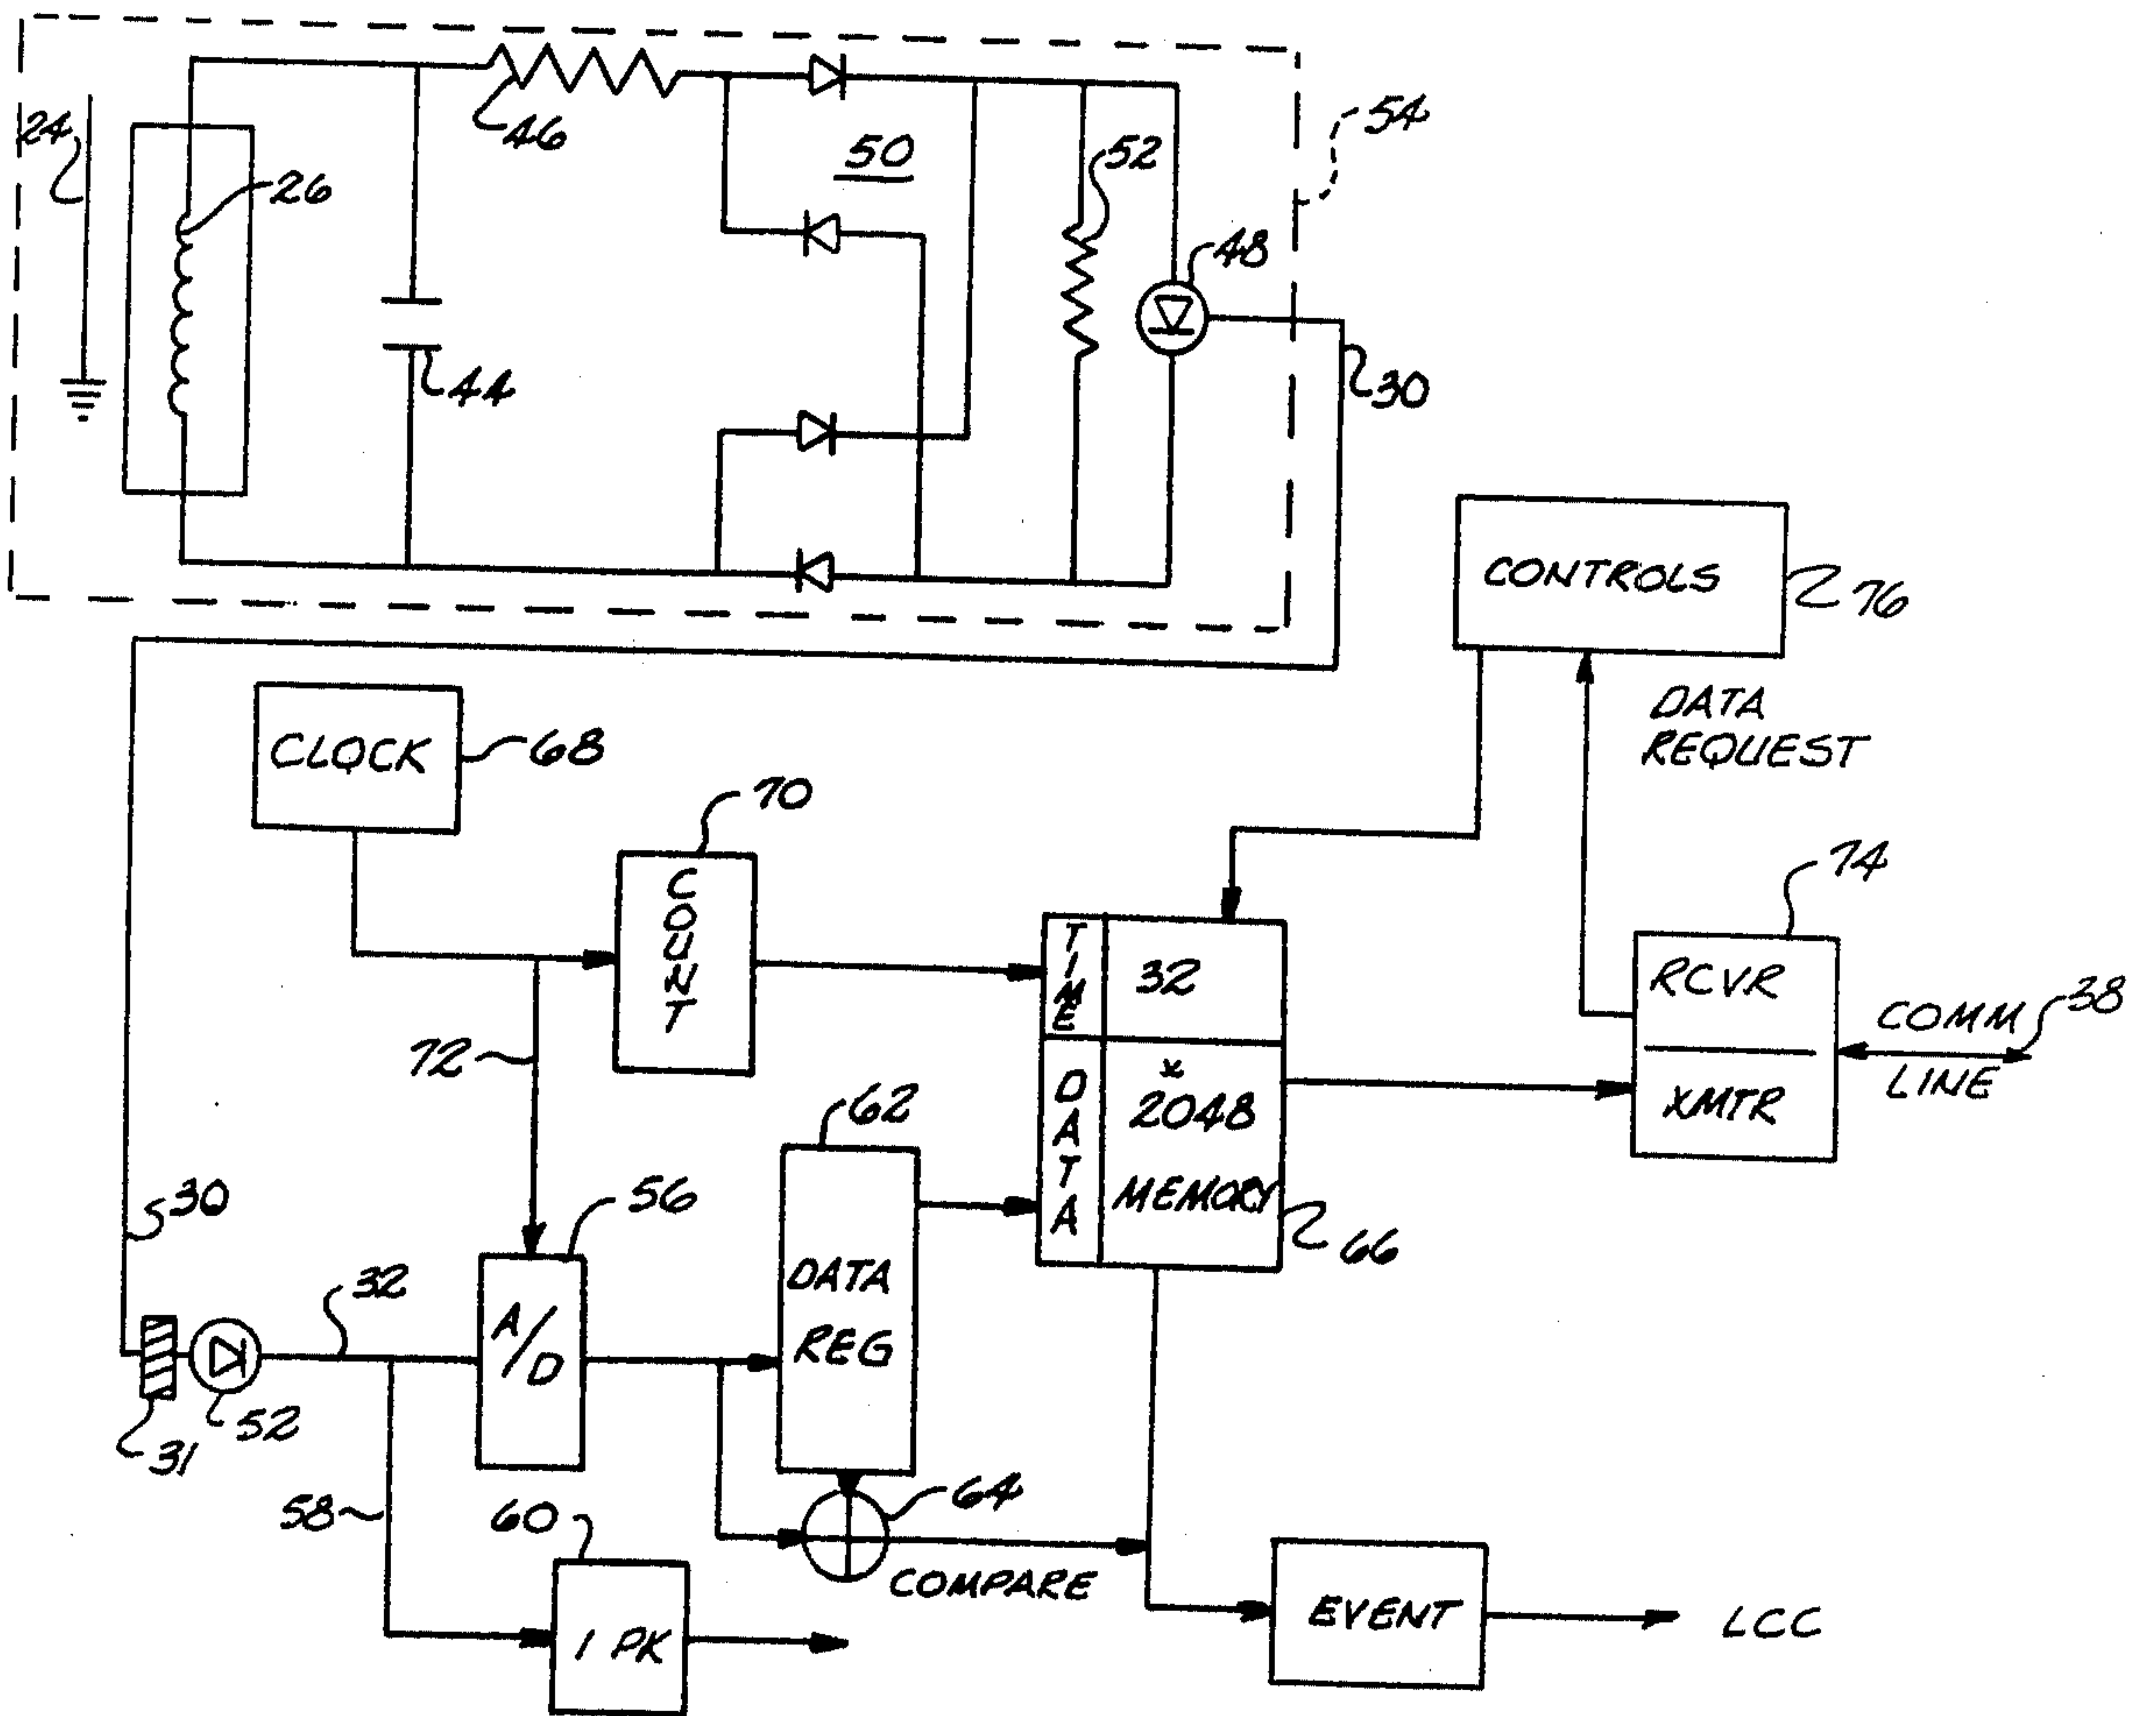 24
26
46
50
52
54
48
44
30
CONTROLS
76
DATA
REQUEST
CLOCK
68
70
COUNT
74
TIME
32
RCVR
COMM
38
72
DATA
*
2048
XMTR
LINE
62
MEMORY
66
30
56
32
A/D
DATA
REG
52
31
58
60
64
COMPARE
1 PK
EVENT
LCC